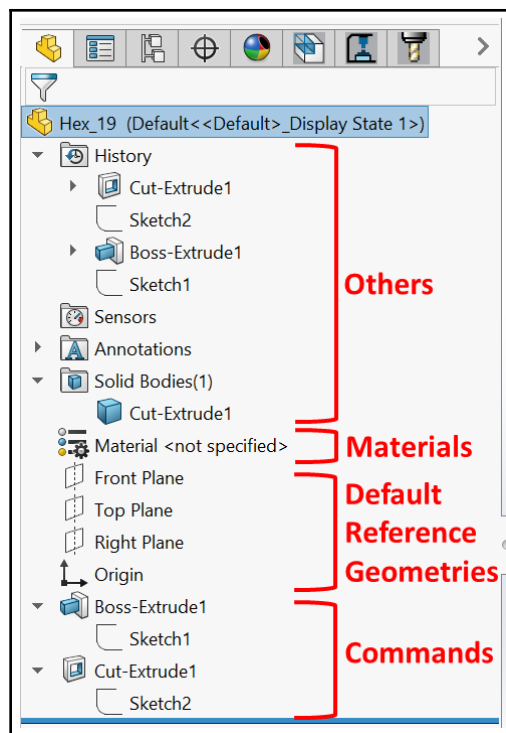 Hex_19 (Default<<Default>_Display State 1>)
History
Cut-Extrude1
Sketch2
Boss-Extrude1
Sketch1
Others
Sensors
Annotations
Solid Bodies(1)
Cut-Extrude1
Material <not specified>
Materials
Front Plane
Top Plane
Right Plane
Origin
Default
Reference
Geometries
Boss-Extrude1
Sketch1
Cut-Extrude1
Sketch2
Commands